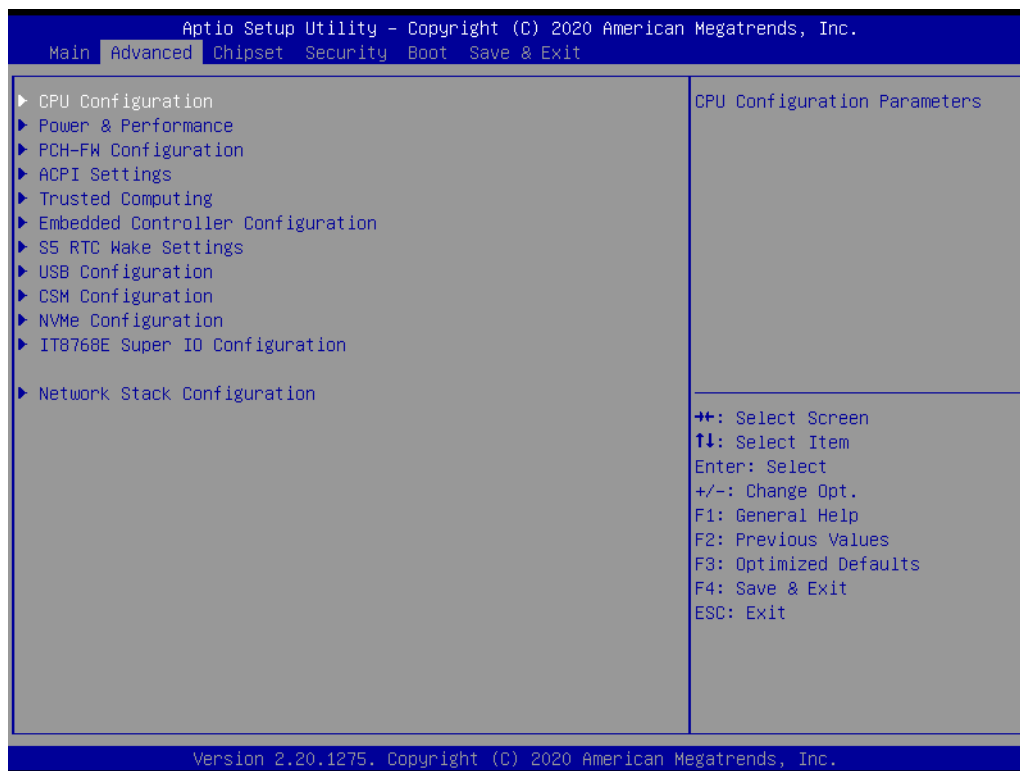 Aptio Setup Utility – Copyright (C) 2020 American Megatrends, Inc.
Main Advanced Chipset Security Boot Save & Exit
▶ CPU Configuration
▶ Power & Performance
▶ PCH-FW Configuration
▶ ACPI Settings
▶ Trusted Computing
▶ Embedded Controller Configuration
▶ S5 RTC Wake Settings
▶ USB Configuration
▶ CSM Configuration
▶ NVMe Configuration
▶ IT8768E Super IO Configuration
▶ Network Stack Configuration
CPU Configuration Parameters
→←: Select Screen
↑↓: Select Item
Enter: Select
+/-: Change Opt.
F1: General Help
F2: Previous Values
F3: Optimized Defaults
F4: Save & Exit
ESC: Exit
Version 2.20.1275. Copyright (C) 2020 American Megatrends, Inc.